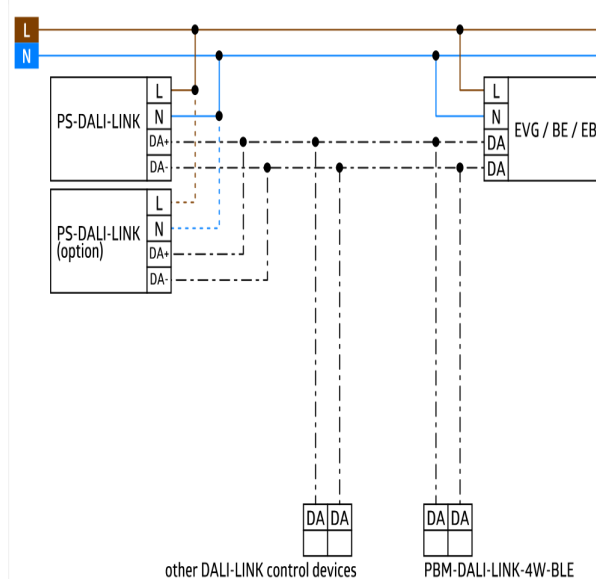 L
N
PS-DALI-LINK
L
N
DA+
DA-
L
N
DA
DA
EVG / BE / EB
PS-DALI-LINK
(option)
L
N
DA+
DA-
DA DA
DA DA
other DALI-LINK control devices
PBM-DALI-LINK-4W-BLE